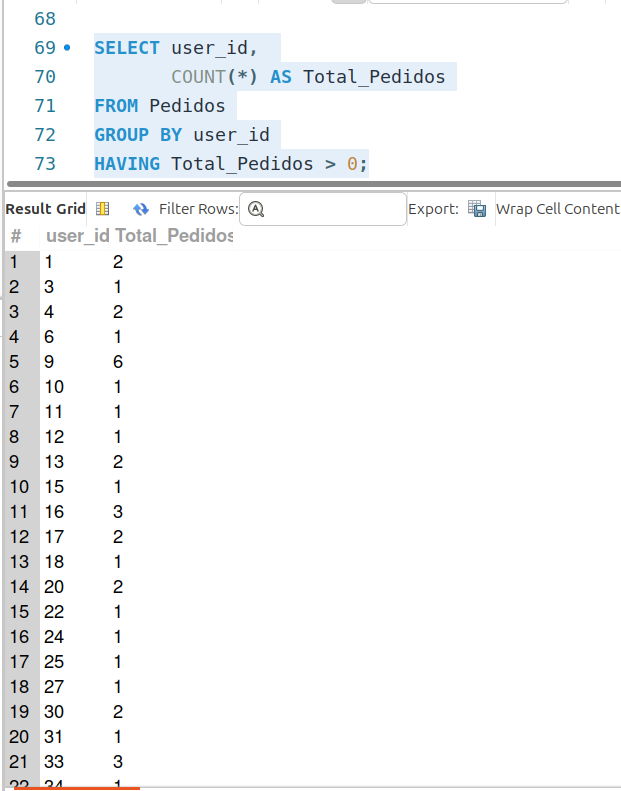 68
69 SELECT user_id,
70 COUNT(*) AS Total_Pedidos
71 FROM Pedidos
72 GROUP BY user_id
73 HAVING Total_Pedidos > 0;
Result Grid Filter Rows: Export: Wrap Cell Content
# user_id Total_Pedidos
1 1 2
2 3 1
3 4 2
4 6 1
5 9 6
6 10 1
7 11 1
8 12 1
9 13 2
10 15 1
11 16 3
12 17 2
13 18 1
14 20 2
15 22 1
16 24 1
17 25 1
18 27 1
19 30 2
20 31 1
21 33 3
22 34 1